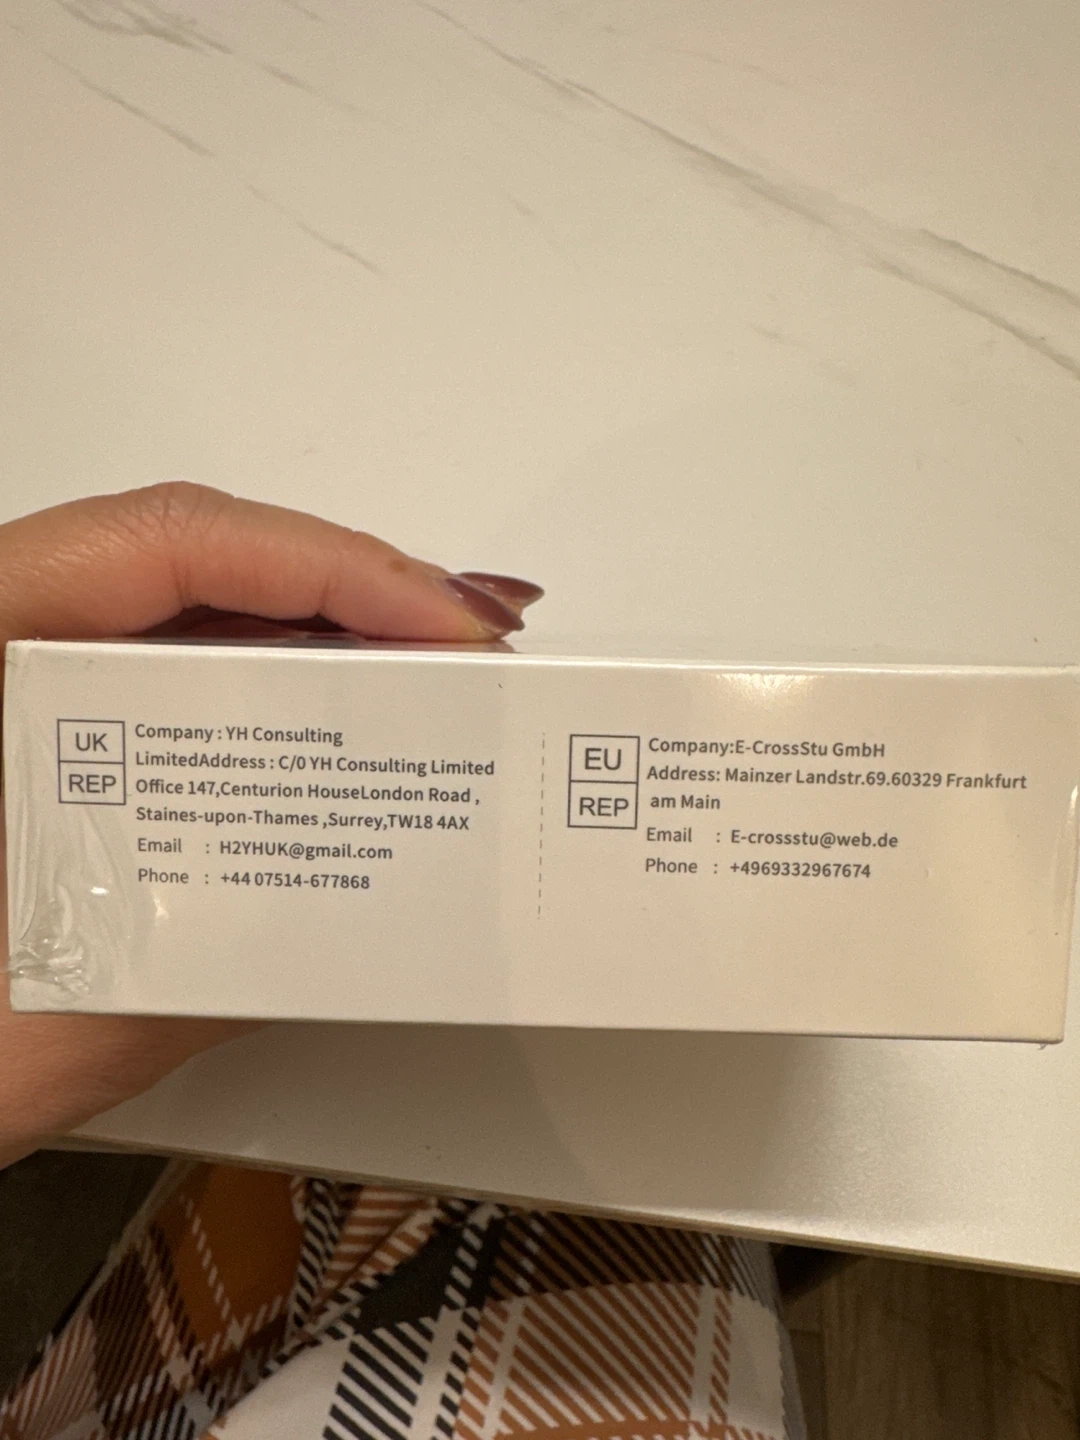 UK
REP
Company : YH Consulting
LimitedAddress : C/0 YH Consulting Limited
Office 147,Centurion HouseLondon Road ,
Staines-upon-Thames ,Surrey,TW18 4AX
Email : H2YHUK@gmail.com
Phone : +44 07514-677868
EU
REP
Company:E-CrossStu GmbH
Address: Mainzer Landstr.69.60329 Frankfurt
am Main
Email : E-crossstu@web.de
Phone : +4969332967674